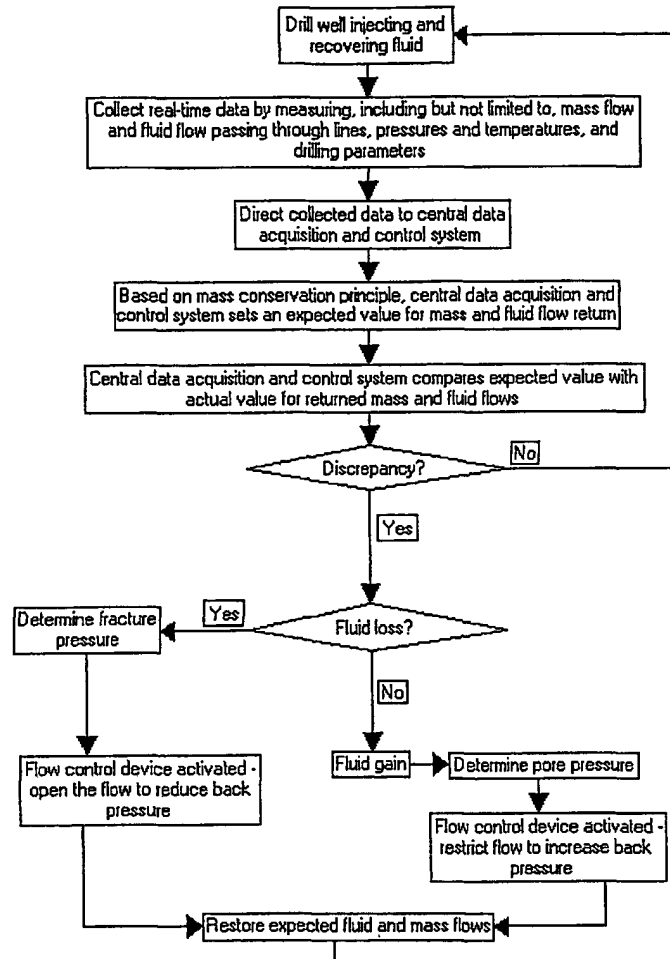 Drill well injecting and
recovering fluid
Collect real-time data by measuring, including but not limited to, mass flow
and fluid flow passing through lines, pressures and temperatures, and
drilling parameters
Direct collected data to central data
acquisition and control system
Based on mass conservation principle, central data acquisition and
control system sets an expected value for mass and fluid flow return
Central data acquisition and control system compares expected value with
actual value for returned mass and fluid flows
Discrepancy?
No
Yes
Fluid loss?
Yes
Determine fracture
pressure
No
Fluid gain
Determine pore pressure
Flow control device activated -
open the flow to reduce back
pressure
Flow control device activated -
restrict flow to increase back
pressure
Restore expected fluid and mass flows